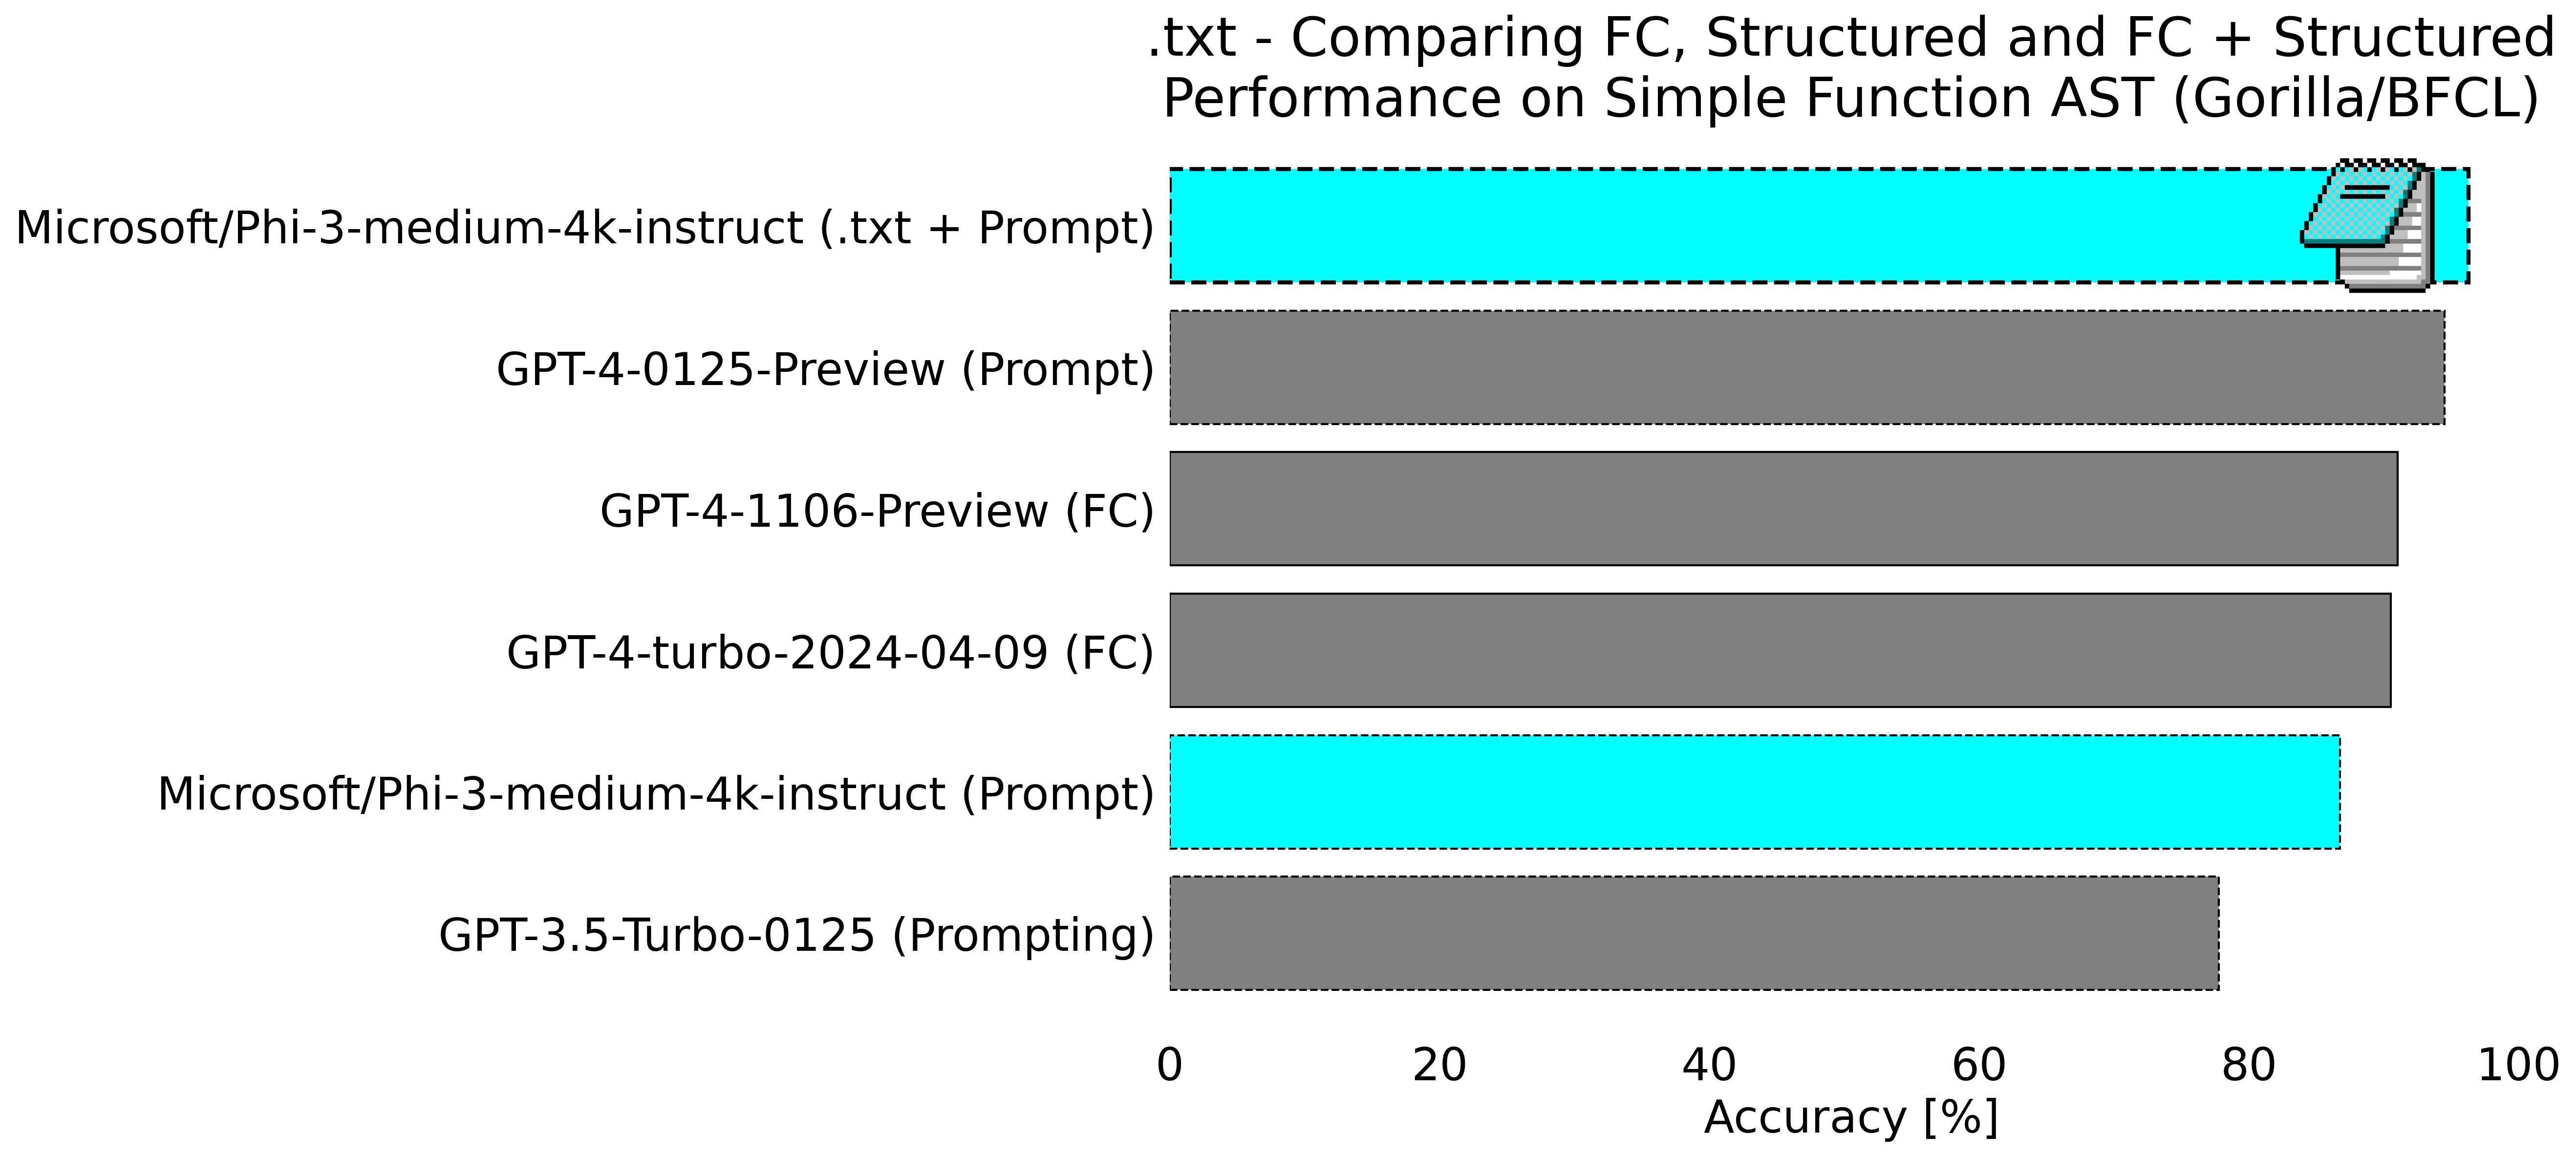 .txt - Comparing FC, Structured and FC + Structured
Performance on Simple Function AST (Gorilla/BFCL)
Microsoft/Phi-3-medium-4k-instruct (.txt + Prompt)
GPT-4-0125-Preview (Prompt)
GPT-4-1106-Preview (FC)
GPT-4-turbo-2024-04-09 (FC)
Microsoft/Phi-3-medium-4k-instruct (Prompt)
GPT-3.5-Turbo-0125 (Prompting)
0 20 40 60 80 100
Accuracy [%]